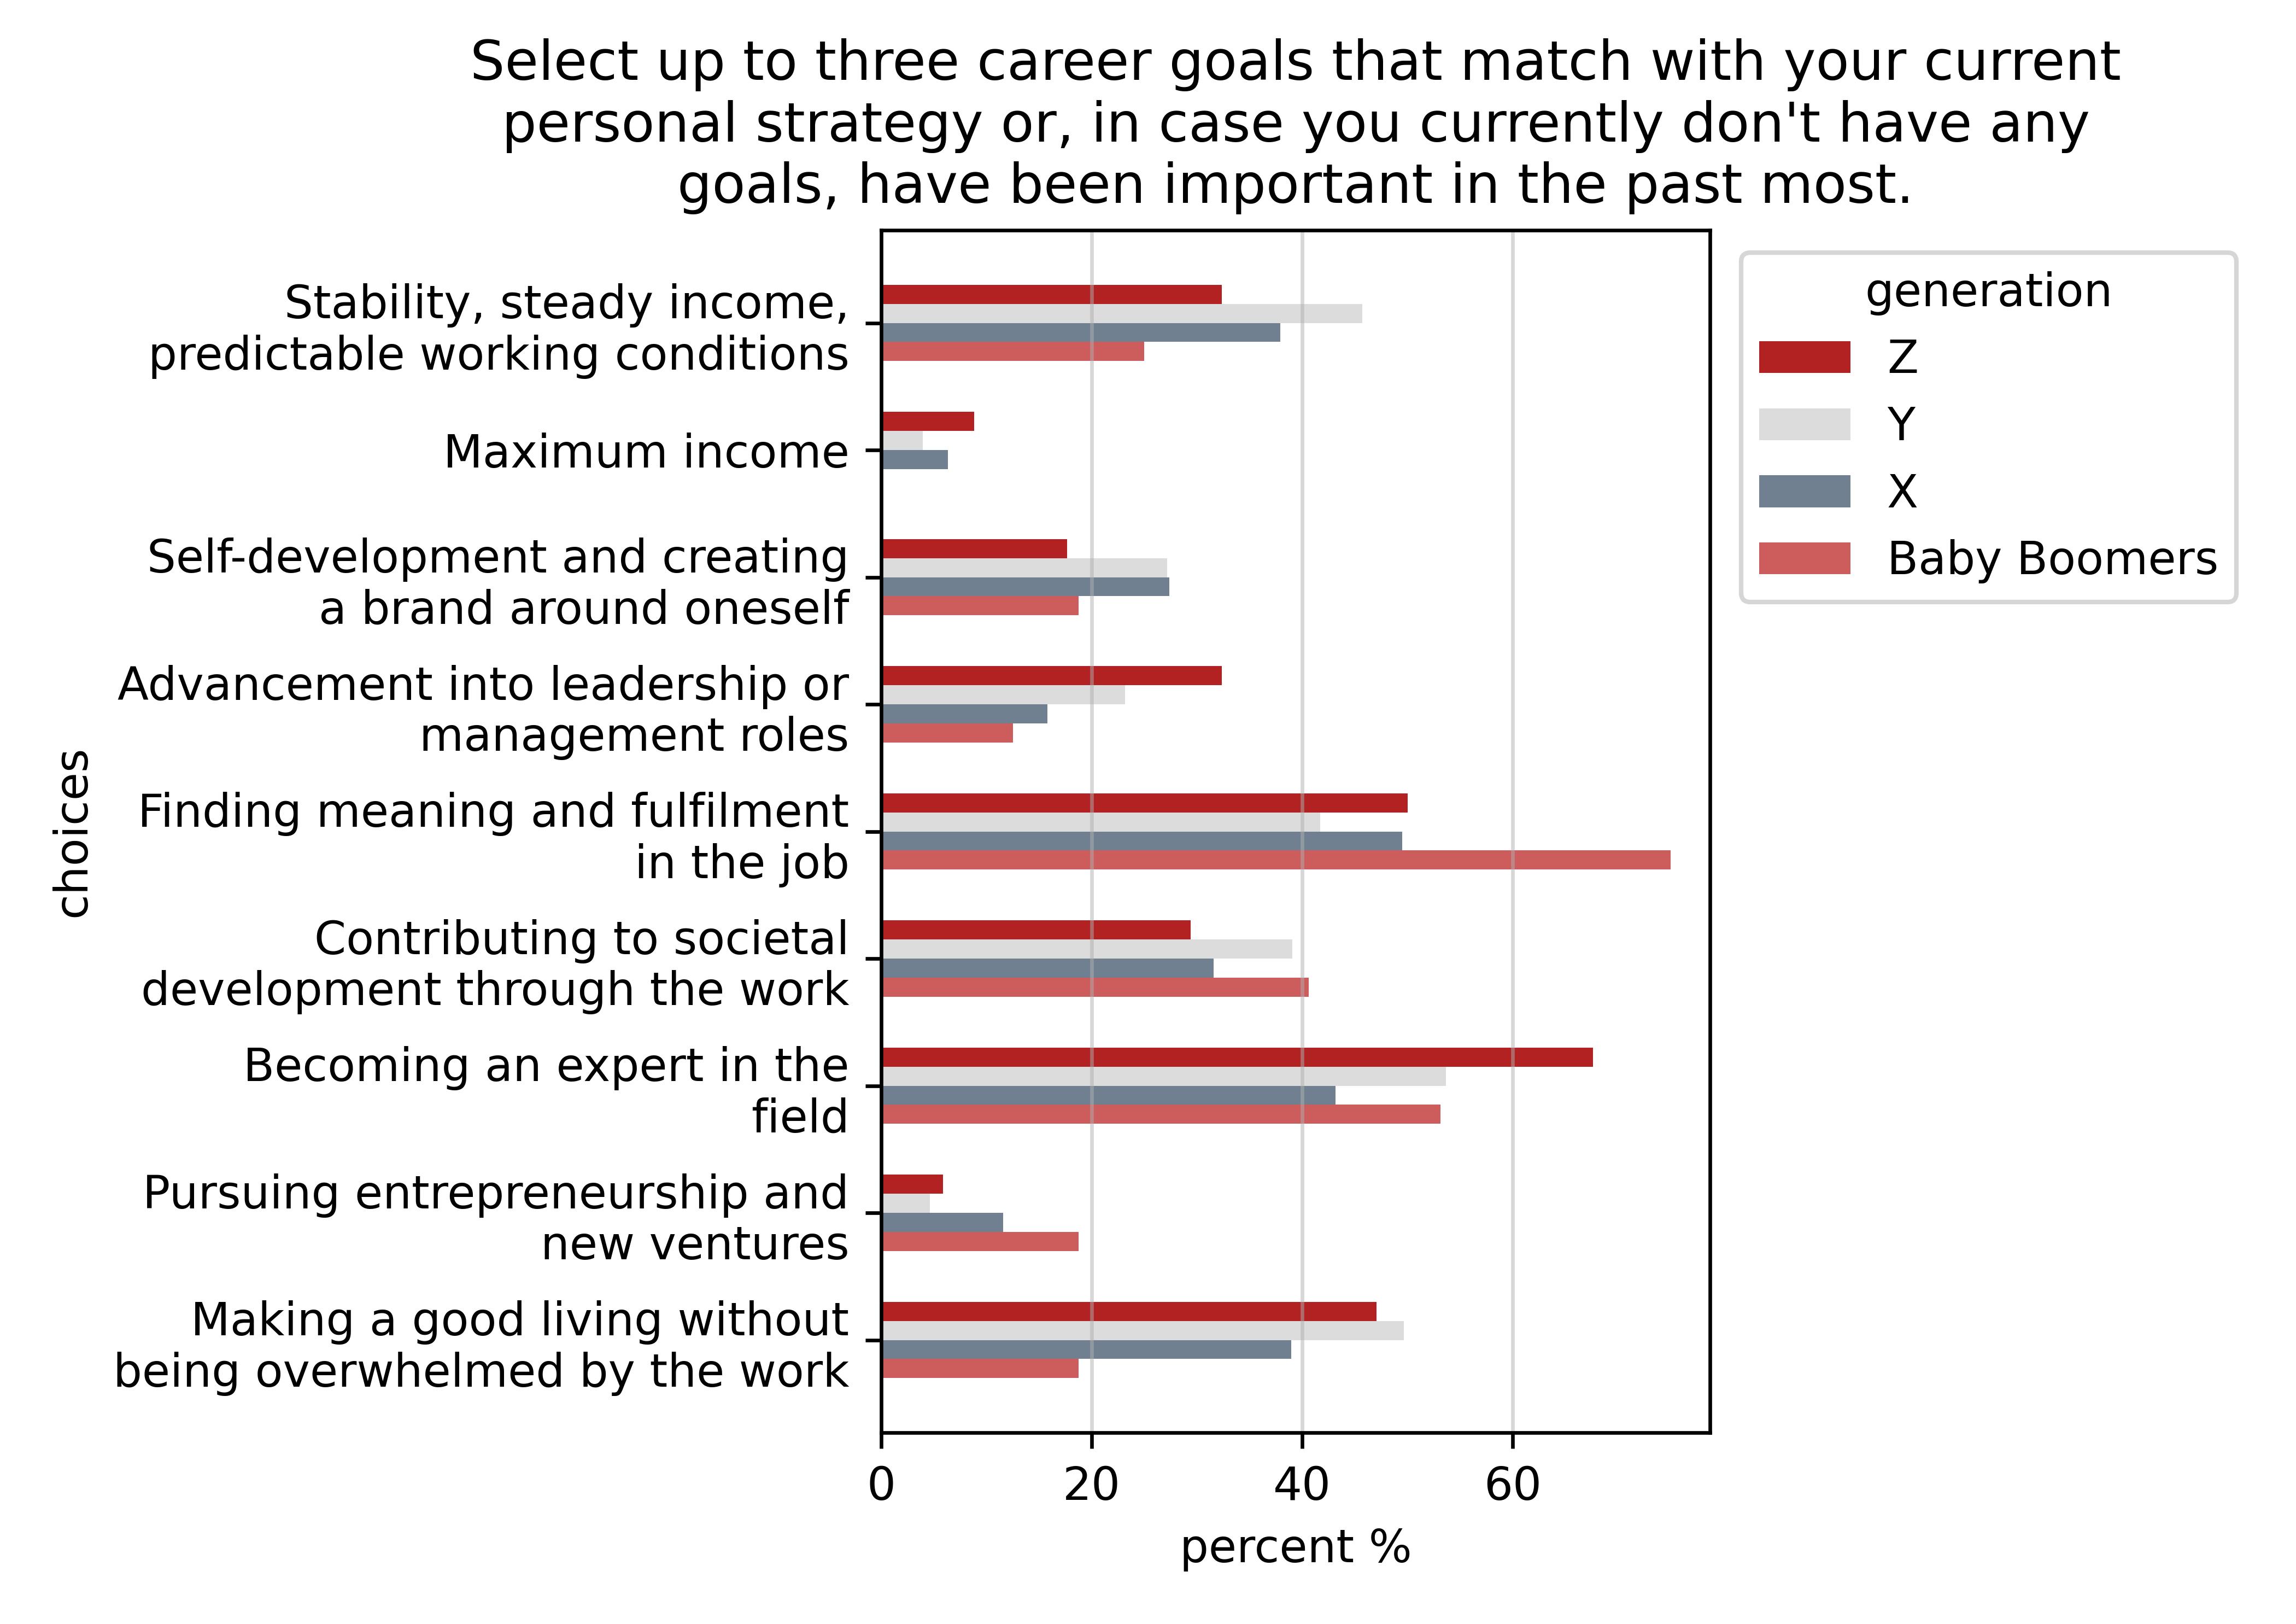 Select up to three career goals that match with your current
personal strategy or, in case you currently don't have any
goals, have been important in the past most.
generation
Z
Y
X
Baby Boomers
choices
Stability, steady income,
predictable working conditions
Maximum income
Self-development and creating
a brand around oneself
Advancement into leadership or
management roles
Finding meaning and fulfilment
in the job
Contributing to societal
development through the work
Becoming an expert in the
field
Pursuing entrepreneurship and
new ventures
Making a good living without
being overwhelmed by the work
0 20 40 60
percent %